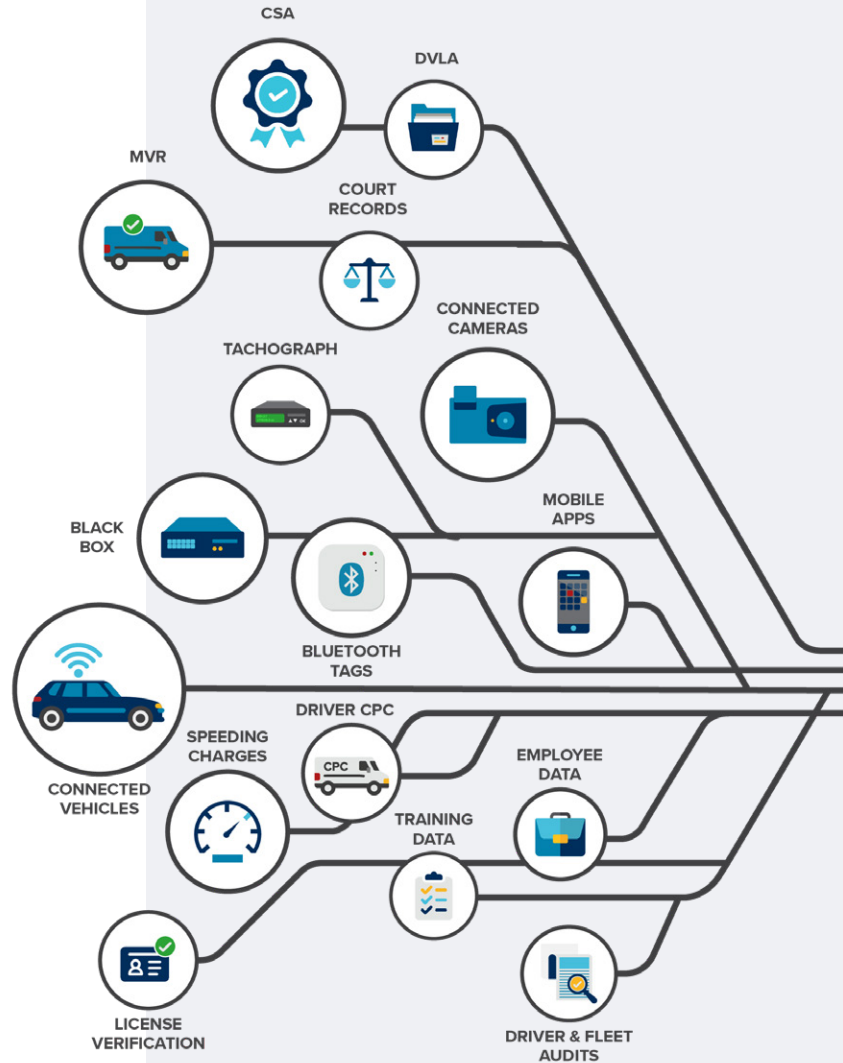 CSA
DVLA
MVR
COURT
RECORDS
CONNECTED
CAMERAS
TACHOGRAPH
MOBILE
APPS
BLACK
BOX
BLUETOOTH
TAGS
DRIVER CPC
CPC
SPEEDING
CHARGES
EMPLOYEE
DATA
CONNECTED
VEHICLES
TRAINING
DATA
LICENSE
VERIFICATION
DRIVER & FLEET
AUDITS